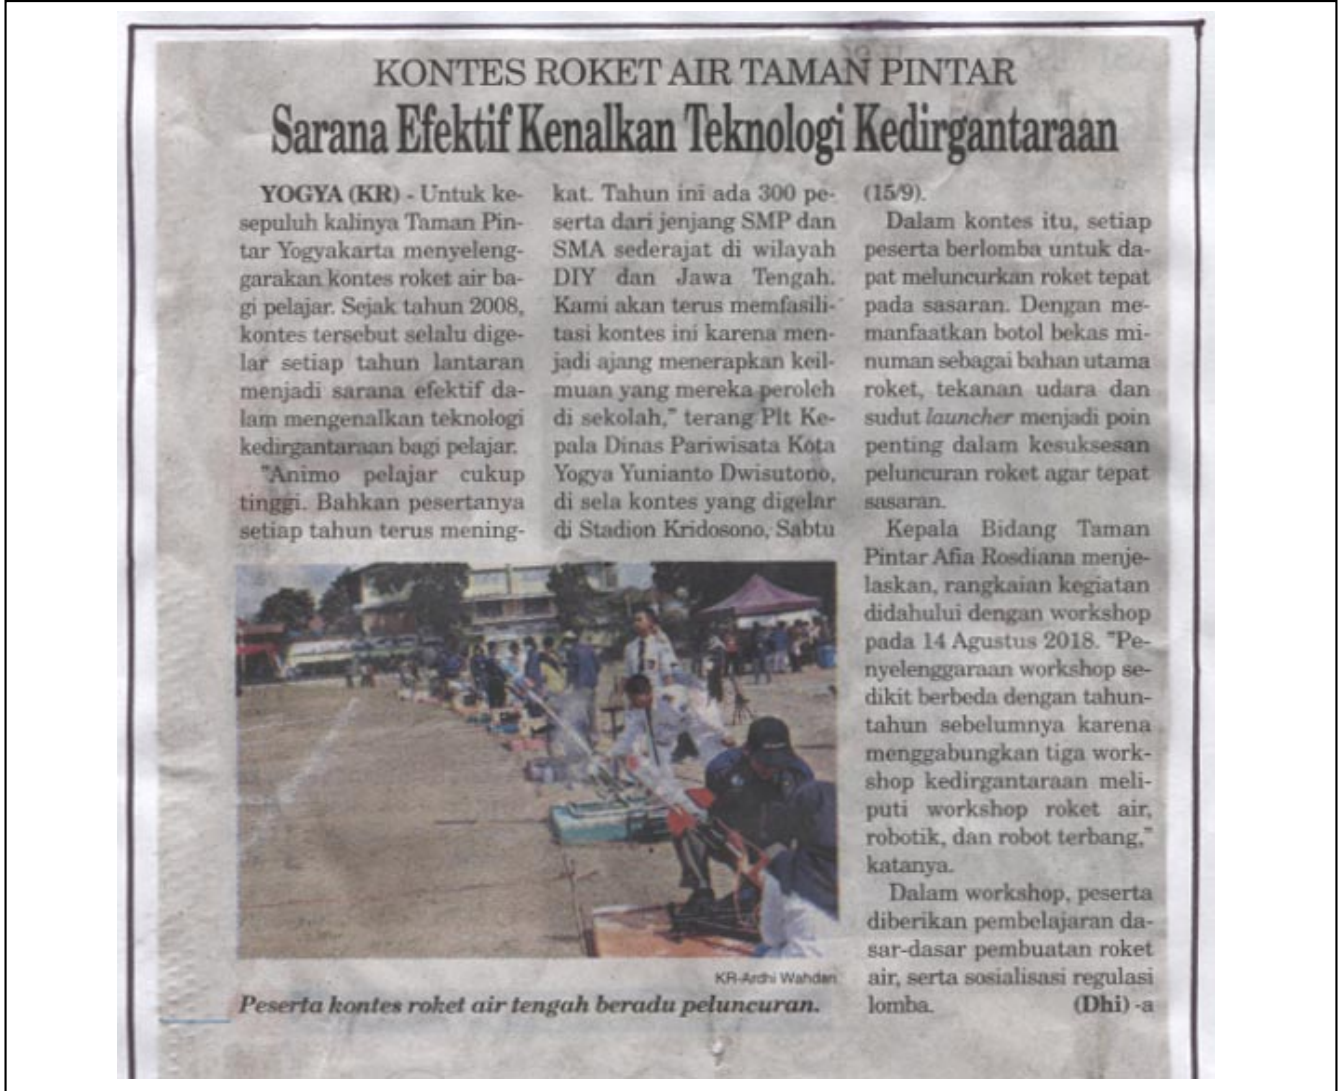 KONTES ROKET AIR TAMAN PINTAR
Sarana Efektif Kenalkan Teknologi Kedirgantaraan
YOGYA (KR) - Untuk ke-
sepuluh kalinya Taman Pin-
tar Yogyakarta menyeleng-
garakan kontes roket air ba-
gi pelajar. Sejak tahun 2008,
kontes tersebut selalu dige-
lar setiap tahun lantaran
menjadi sarana efektif da-
lam mengenalkan teknologi
kedirgantaraan bagi pelajar.
"Animo pelajar cukup
tinggi. Bahkan pesertanya
setiap tahun terus mening-
kat. Tahun ini ada 300 pe-
serta dari jenjang SMP dan
SMA sederajat di wilayah
DIY dan Jawa Tengah.
Kami akan terus memfasili-
tasi kontes ini karena men-
jadi ajang menerapkan keil-
muan yang mereka peroleh
di sekolah," terang Plt Ke-
pala Dinas Pariwisata Kota
Yogya Yunianto Dwisutono,
di sela kontes yang digelar
di Stadion Kridosono, Sabtu
(15/9).
Dalam kontes itu, setiap
peserta berlomba untuk da-
pat meluncurkan roket tepat
pada sasaran. Dengan me-
manfaatkan botol bekas mi-
numan sebagai bahan utama
roket, tekanan udara dan
sudut launcher menjadi poin
penting dalam kesuksesan
peluncuran roket agar tepat
sasaran.
Kepala Bidang Taman
Pintar Afia Rosdiana menje-
laskan, rangkaian kegiatan
didahului dengan workshop
pada 14 Agustus 2018. "Pe-
nyelenggaraan workshop se-
dikit berbeda dengan tahun-
tahun sebelumnya karena
menggabungkan tiga work-
shop kedirgantaraan meli-
puti workshop roket air,
robotik, dan robot terbang,"
katanya.
Dalam workshop, peserta
diberikan pembelajaran da-
sar-dasar pembuatan roket
air, serta sosialisasi regulasi
lomba. (Dhi) -a
KR-Ardhi Wahdan
Peserta kontes roket air tengah beradu peluncuran.